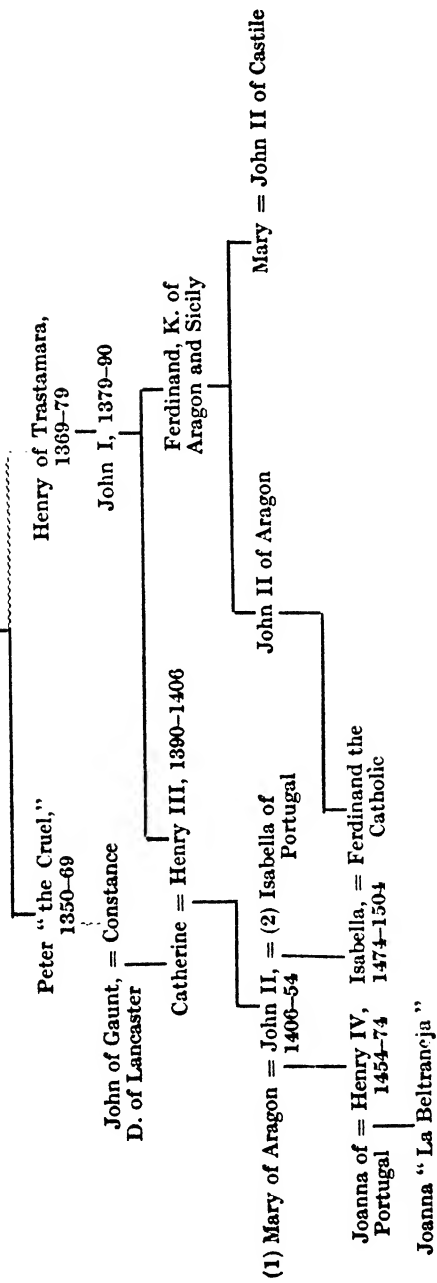 Peter “ the Cruel,”
1350–69
Henry of Trastamara,
1369–79
John of Gaunt, = Constance
D. of Lancaster
John I, 1379–90
Catherine = Henry III, 1390–1406
Ferdinand, K. of
Aragon and Sicily
(1) Mary of Aragon = John II, = (2) Isabella of
1406–54
Portugal
John II of Aragon
Mary = John II of Castile
Joanna of = Henry IV,
Portugal
1454–74
Isabella, = Ferdinand the
1474–1504
Catholic
Joanna “ La Beltraneja ”